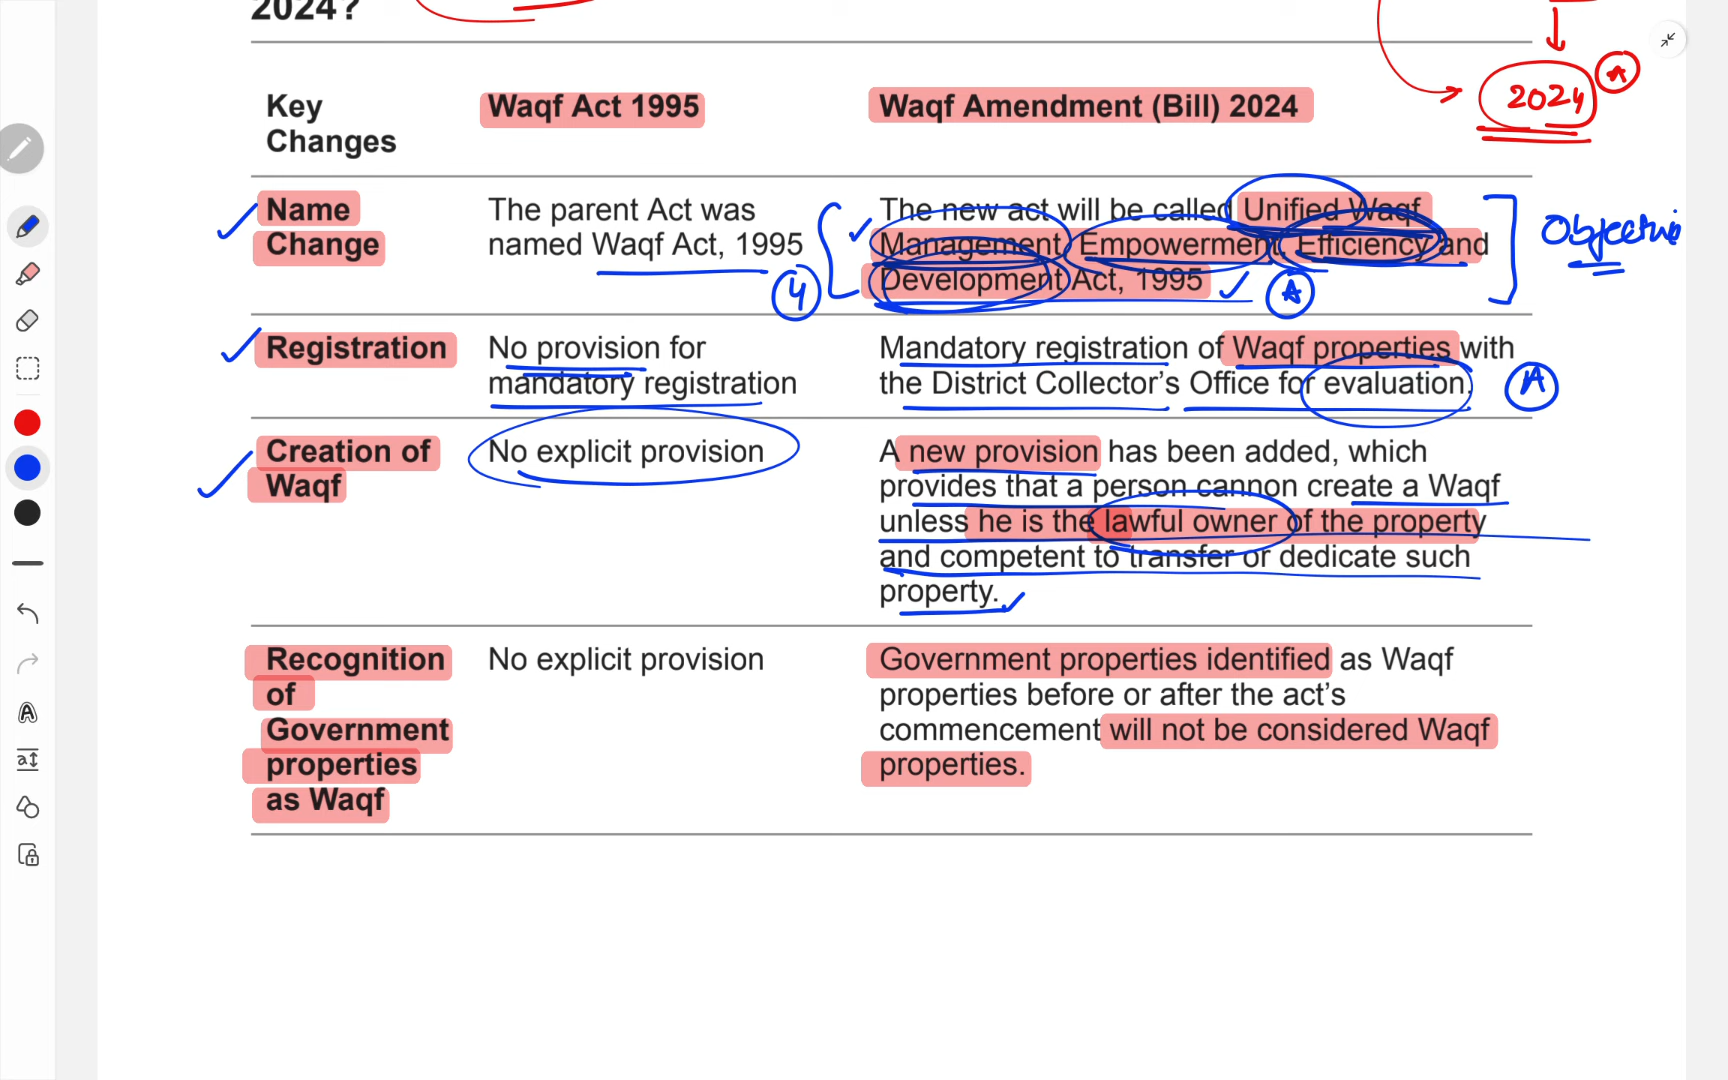 2024?
2024
Key Changes
Waqf Act 1995
Waqf Amendment (Bill) 2024
Name Change
The parent Act was
named Waqf Act, 1995
4
The new act will be called Unified Waqf
Management, Empowerment, Efficiency and
Development Act, 1995
Objective
Registration
No provision for
mandatory registration
Mandatory registration of Waqf properties with
the District Collector's Office for evaluation.
Creation of
Waqf
No explicit provision
A new provision has been added, which
provides that a person cannon create a Waqf
unless he is the lawful owner of the property
and competent to transfer or dedicate such
property.
Recognition
of
Government
properties
as Waqf
No explicit provision
Government properties identified as Waqf
properties before or after the act's
commencement will not be considered Waqf
properties.